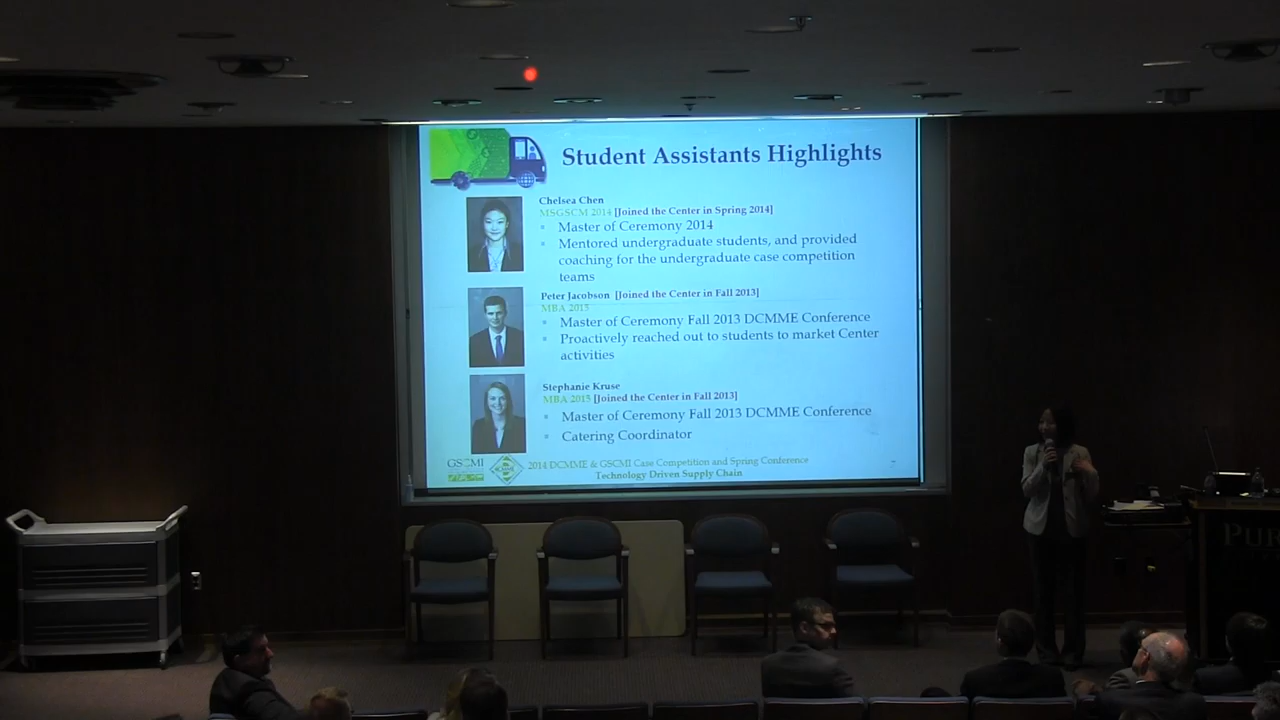 Student Assistants Highlights
Chelsea Chen
MSGSCM 2014 [Joined the Center in Spring 2014]
Master of Ceremony 2014
Mentored undergraduate students, and provided
coaching for the undergraduate case competition
teams
Peter Jacobson [Joined the Center in Fall 2013]
MBA 2015
Master of Ceremony Fall 2013 DCMME Conference
Proactively reached out to students to market Center
activities
Stephanie Kruse
MBA 2015 [Joined the Center in Fall 2013]
Master of Ceremony Fall 2013 DCMME Conference
Catering Coordinator
GSCMI
DCMME
2014 DCMME & GSCMI Case Competition and Spring Conference
Technology Driven Supply Chain
PUR